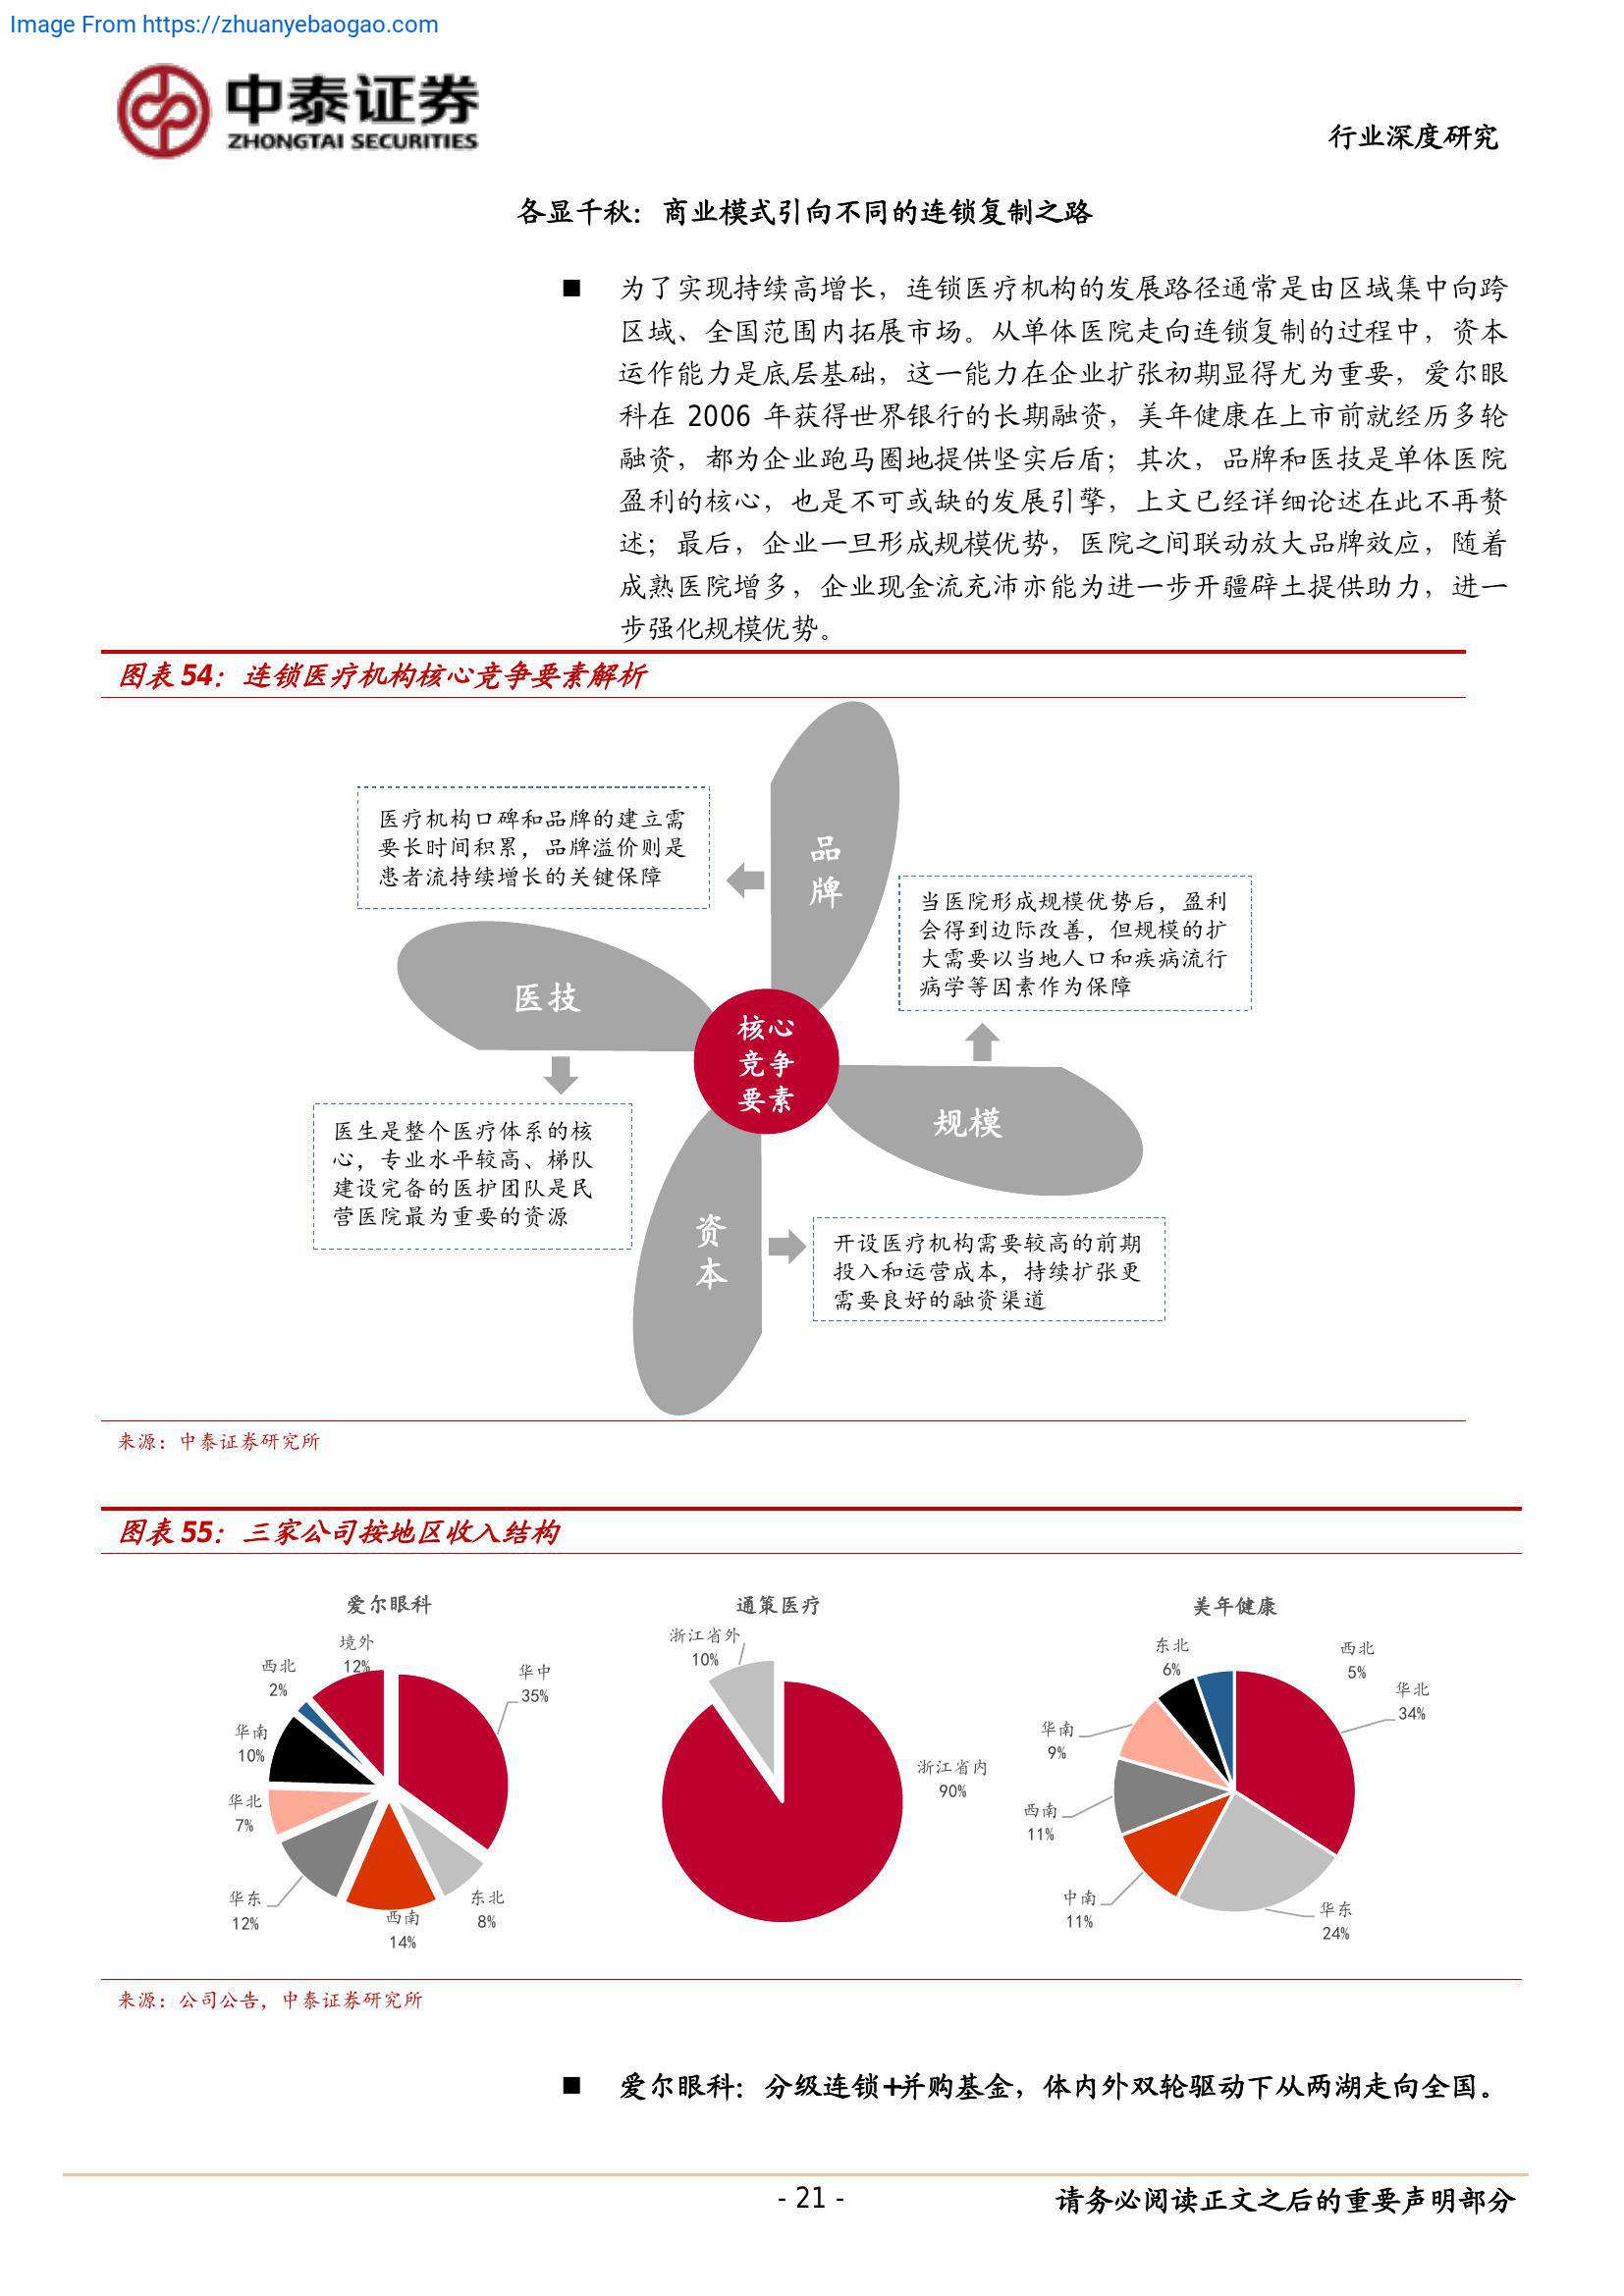 Image From https://zhuanyebaogao.com
中泰证券
ZHONGTAI SECURITIES
行业深度研究
各显千秋：商业模式引向不同的连锁复制之路
■ 为了实现持续高增长，连锁医疗机构的发展路径通常是由区域集中向跨
区域、全国范围内拓展市场。从单体医院走向连锁复制的过程中，资本
运作能力是底层基础，这一能力在企业扩张初期显得尤为重要，爱尔眼
科在 2006 年获得世界银行的长期融资，美年健康在上市前就经历多轮
融资，都为企业跑马圈地提供坚实后盾；其次，品牌和医技是单体医院
盈利的核心，也是不可或缺的发展引擎，上文已经详细论述在此不再赘
述；最后，企业一旦形成规模优势，医院之间联动放大品牌效应，随着
成熟医院增多，企业现金流充沛亦能为进一步开疆辟土提供助力，进一
步强化规模优势。
图表 54：连锁医疗机构核心竞争要素解析
医疗机构口碑和品牌的建立需
要长时间积累，品牌溢价则是
患者流持续增长的关键保障
品
牌
当医院形成规模优势后，盈利
会得到边际改善，但规模的扩
大需要以当地人口和疾病流行
病学等因素作为保障
医技
核心
竞争
要素
规模
医生是整个医疗体系的核
心，专业水平较高、梯队
建设完备的医护团队是民
营医院最为重要的资源
资
本
开设医疗机构需要较高的前期
投入和运营成本，持续扩张更
需要良好的融资渠道
来源：中泰证券研究所
图表 55：三家公司按地区收入结构
爱尔眼科
境外
12%
西北
2%
华中
35%
华南
10%
华北
7%
华东
12%
西南
14%
东北
8%
通策医疗
浙江省外
10%
浙江省内
90%
美年健康
东北
6%
西北
5%
华北
34%
华南
9%
西南
11%
中南
11%
华东
24%
来源：公司公告，中泰证券研究所
■ 爱尔眼科：分级连锁+并购基金，体内外双轮驱动下从两湖走向全国。
- 21 -
请务必阅读正文之后的重要声明部分